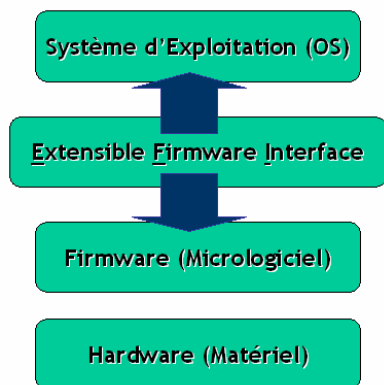 Système d'Exploitation (OS)
Extensible Firmware Interface
Firmware (Micrologiciel)
Hardware (Matériel)